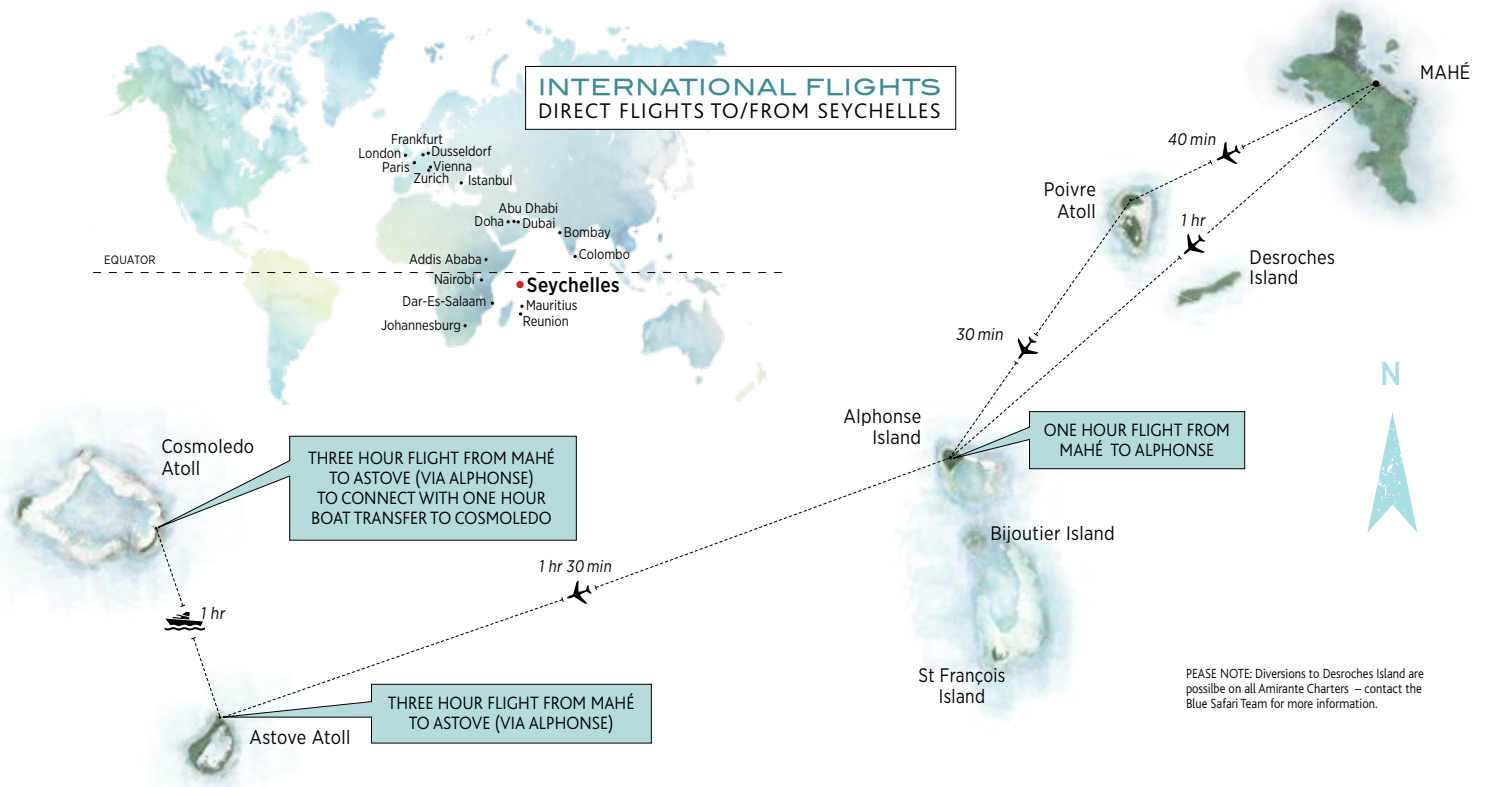 INTERNATIONAL FLIGHTS
DIRECT FLIGHTS TO/FROM SEYCHELLES
Frankfurt
London
Dusseldorf
Paris
Vienna
Zurich
Istanbul
Abu Dhabi
Doha
Dubai
Bombay
Colombo
Addis Ababa
EQUATOR
Nairobi
Seychelles
Dar-Es-Salaam
Mauritius
Reunion
Johannesburg
MAHÉ
40 min
Poivre
Atoll
1 hr
Desroches
Island
30 min
N
Alphonse
Island
ONE HOUR FLIGHT FROM
MAHÉ TO ALPHONSE
Cosmoledo
Atoll
THREE HOUR FLIGHT FROM MAHÉ
TO ASTOVE (VIA ALPHONSE)
TO CONNECT WITH ONE HOUR
BOAT TRANSFER TO COSMOLEDO
Bijoutier Island
1 hr 30 min
1 hr
St François
Island
PEASE NOTE: Diversions to Desroches Island are
possilbe on all Amirante Charters – contact the
Blue Safari Team for more information.
THREE HOUR FLIGHT FROM MAHÉ
TO ASTOVE (VIA ALPHONSE)
Astove Atoll